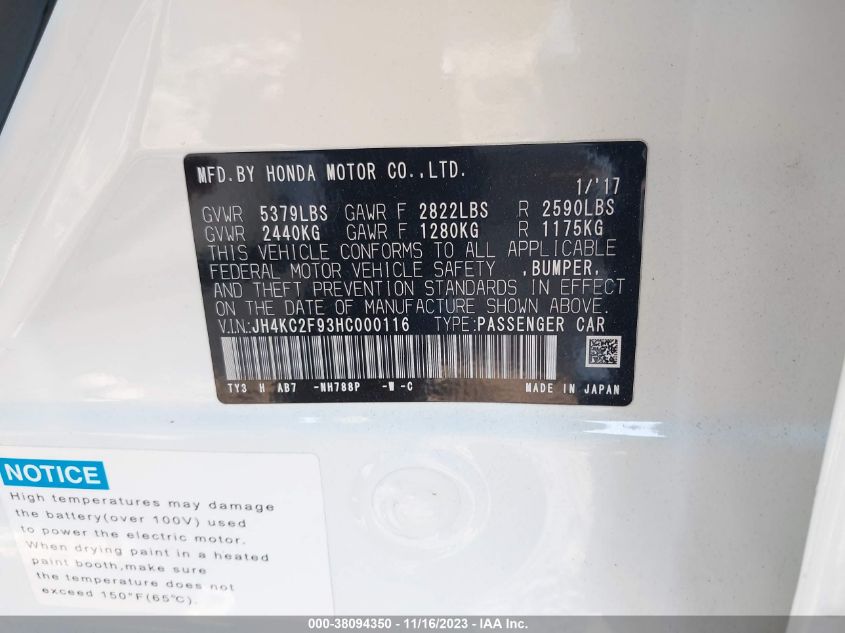 MFD.BY HONDA MOTOR CO.,LTD.
1/'17
GVWR 5379LBS GAWR F 2822LBS R 2590LBS
GVWR 2440KG GAWR F 1280KG R 1175KG
THIS VEHICLE CONFORMS TO ALL APPLICABLE
FEDERAL MOTOR VEHICLE SAFETY ,BUMPER,
AND THEFT PREVENTION STANDARDS IN EFFECT
ON THE DATE OF MANUFACTURE SHOWN ABOVE.
V.IN:JH4KC2F93HC000116 TYPE:PASSENGER CAR
TY3 H AB7 -NH788P -W -C MADE IN JAPAN
NOTICE
High temperatures may damage
the battery(over 100V) used
to power the electric motor.
When drying paint in a heated
paint booth,make sure
the temperature does not
exceed 150°F(65℃).
000-38094350 - 11/16/2023 - IAA Inc.